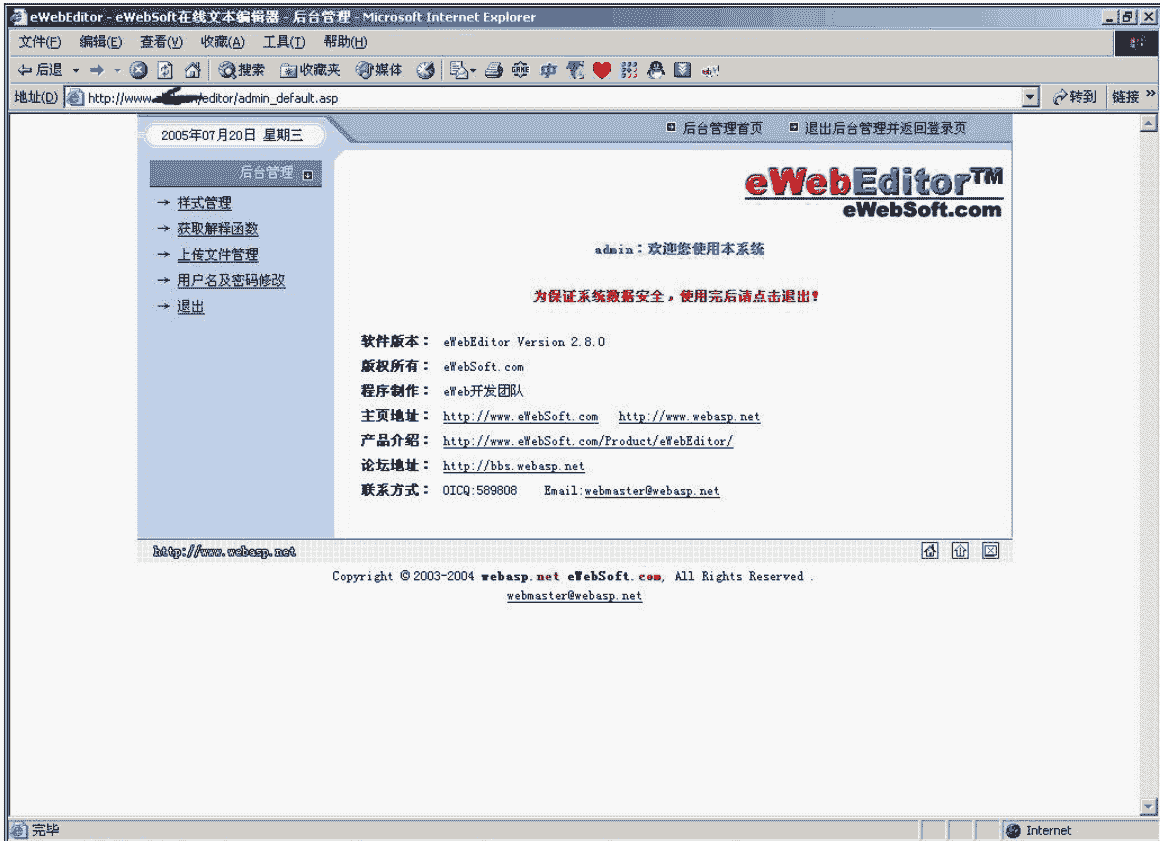 eWebEditor - eWebSoft在线文本编辑器 - 后台管理 - Microsoft Internet Explorer
文件(F) 编辑(E) 查看(V) 收藏(A) 工具(T) 帮助(H)
后退 搜索 收藏夹 媒体
地址(D) http://www. /editor/admin_default.asp 转到 链接 »
2005年07月20日 星期三 后台管理首页 退出后台管理并返回登录页
后台管理
→ 样式管理
→ 获取解释函数
→ 上传文件管理
→ 用户名及密码修改
→ 退出
eWebEditor™
eWebSoft.com
admin：欢迎您使用本系统
为保证系统数据安全，使用完后请点击退出！
软件版本： eWebEditor Version 2.8.0
版权所有： eWebSoft.com
程序制作： eWeb开发团队
主页地址： http://www.eWebSoft.com http://www.webasp.net
产品介绍： http://www.eWebSoft.com/Product/eWebEditor/
论坛地址： http://bbs.webasp.net
联系方式： OICQ:589808 Email:webmaster@webasp.net
http://www.webasp.net
Copyright © 2003-2004 webasp.net eWebSoft.com, All Rights Reserved .
webmaster@webasp.net
完毕 Internet